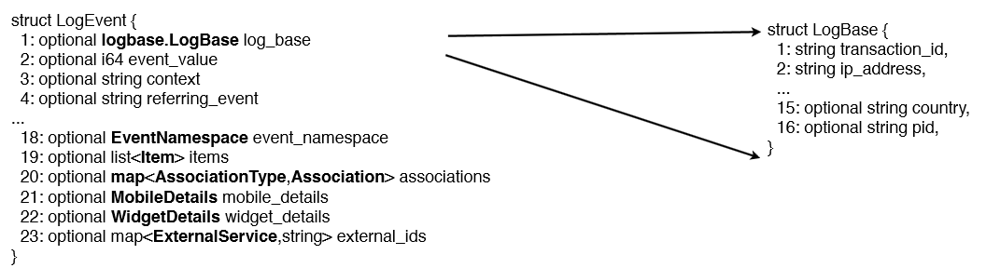 struct LogEvent {
1: optional logbase.LogBase log_base
2: optional i64 event_value
3: optional string context
4: optional string referring_event
...
18: optional EventNamespace event_namespace
19: optional list<Item> items
20: optional map<AssociationType,Association> associations
21: optional MobileDetails mobile_details
22: optional WidgetDetails widget_details
23: optional map<ExternalService,string> external_ids
}
struct LogBase {
1: string transaction_id,
2: string ip_address,
...
15: optional string country,
16: optional string pid,
}